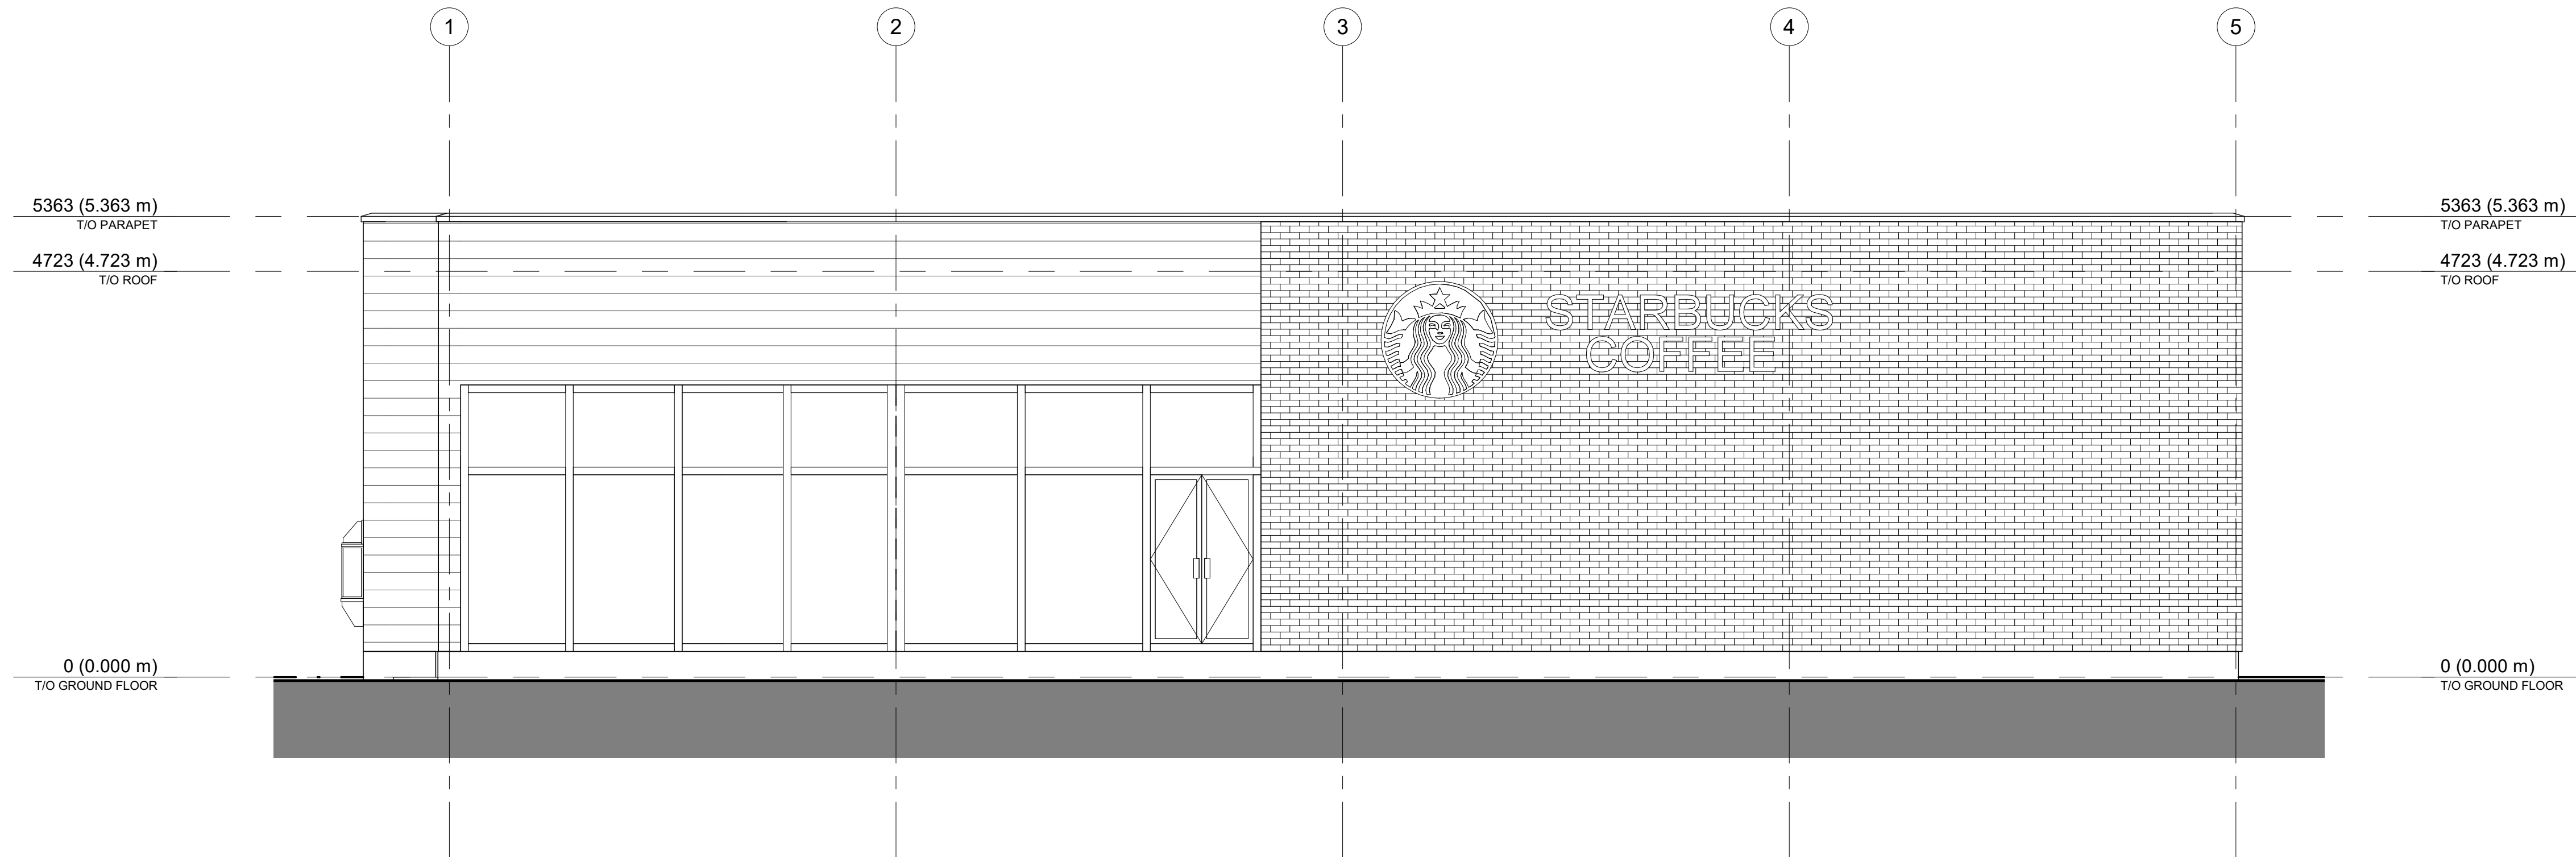 1
2
3
4
5
5363 (5.363 m)
T/O PARAPET
5363 (5.363 m)
T/O PARAPET
4723 (4.723 m)
T/O ROOF
4723 (4.723 m)
T/O ROOF
STARBUCKS
COFFEE
0 (0.000 m)
T/O GROUND FLOOR
0 (0.000 m)
T/O GROUND FLOOR